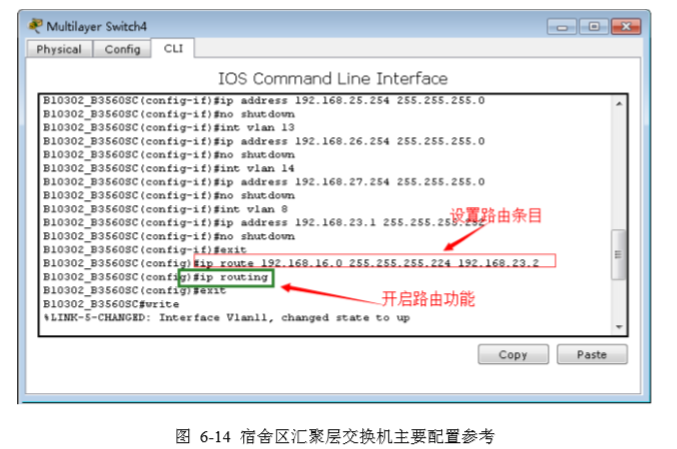 Multilayer Switch4
Physical Config CLI
IOS Command Line Interface
B10302_B3560SC(config-if)#ip address 192.168.25.254 255.255.255.0
B10302_B3560SC(config-if)#no shutdown
B10302_B3560SC(config-if)#int vlan 13
B10302_B3560SC(config-if)#ip address 192.168.26.254 255.255.255.0
B10302_B3560SC(config-if)#no shutdown
B10302_B3560SC(config-if)#int vlan 14
B10302_B3560SC(config-if)#ip address 192.168.27.254 255.255.255.0
B10302_B3560SC(config-if)#no shutdown
B10302_B3560SC(config-if)#int vlan 8
B10302_B3560SC(config-if)#ip address 192.168.23.1 255.255.255.252
设置路由条目
B10302_B3560SC(config-if)#no shutdown
B10302_B3560SC(config-if)#exit
B10302_B3560SC(config)#ip route 192.168.16.0 255.255.255.224 192.168.23.2
B10302_B3560SC(config)#ip routing
B10302_B3560SC(config)#exit
开启路由功能
B10302_B3560SC#write
%LINK-5-CHANGED: Interface Vlan11, changed state to up
Copy Paste
图 6-14 宿舍区汇聚层交换机主要配置参考